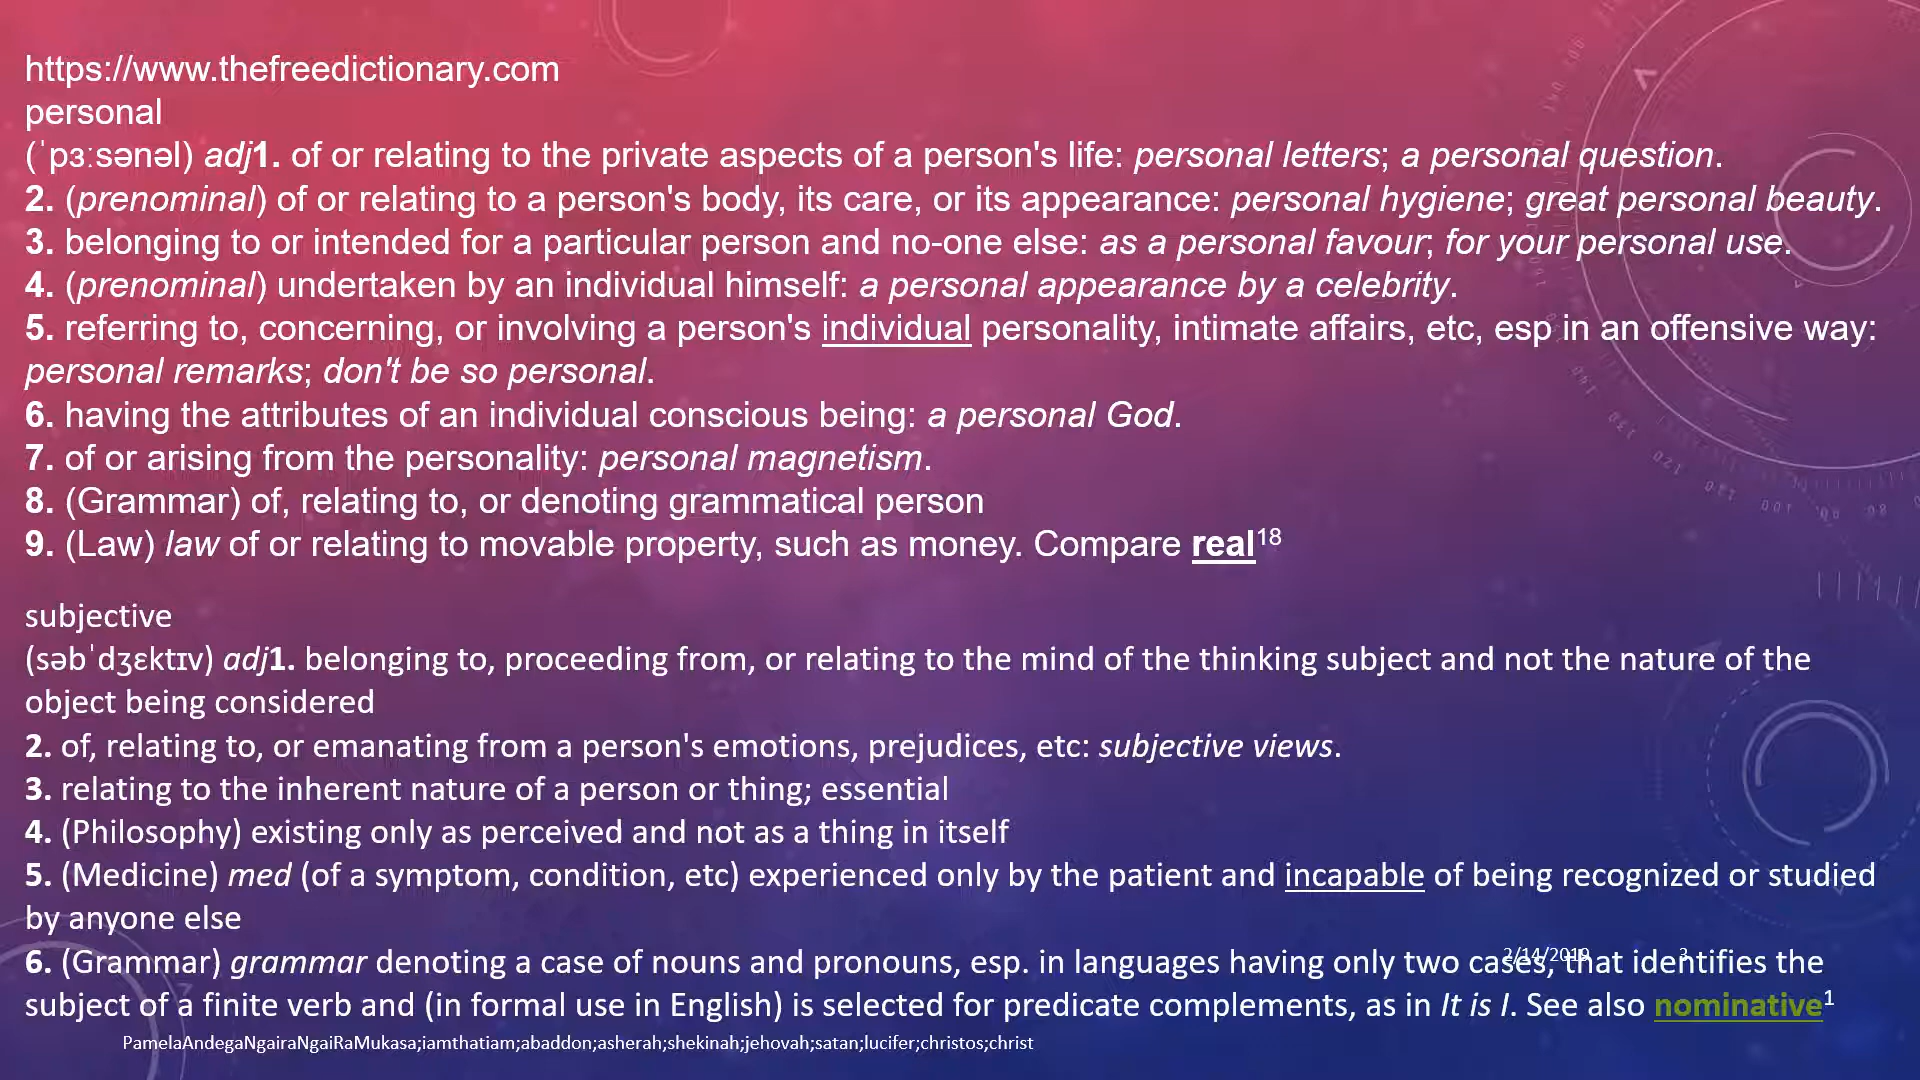 https://www.thefreedictionary.com
personal
(ˈpɜːsənəl) adj1. of or relating to the private aspects of a person's life: personal letters; a personal question.
2. (prenominal) of or relating to a person's body, its care, or its appearance: personal hygiene; great personal beauty.
3. belonging to or intended for a particular person and no-one else: as a personal favour; for your personal use.
4. (prenominal) undertaken by an individual himself: a personal appearance by a celebrity.
5. referring to, concerning, or involving a person's individual personality, intimate affairs, etc, esp in an offensive way:
personal remarks; don't be so personal.
6. having the attributes of an individual conscious being: a personal God.
7. of or arising from the personality: personal magnetism.
8. (Grammar) of, relating to, or denoting grammatical person
9. (Law) law of or relating to movable property, such as money. Compare real18
subjective
(səbˈdʒɛktɪv) adj1. belonging to, proceeding from, or relating to the mind of the thinking subject and not the nature of the
object being considered
2. of, relating to, or emanating from a person's emotions, prejudices, etc: subjective views.
3. relating to the inherent nature of a person or thing; essential
4. (Philosophy) existing only as perceived and not as a thing in itself
5. (Medicine) med (of a symptom, condition, etc) experienced only by the patient and incapable of being recognized or studied
by anyone else
2/14/2019 3
6. (Grammar) grammar denoting a case of nouns and pronouns, esp. in languages having only two cases, that identifies the
subject of a finite verb and (in formal use in English) is selected for predicate complements, as in It is I. See also nominative1
PamelaAndegaNgairaNgaiRaMukasa;iamthatiam;abaddon;asherah;shekinah;jehovah;satan;lucifer;christos;christ